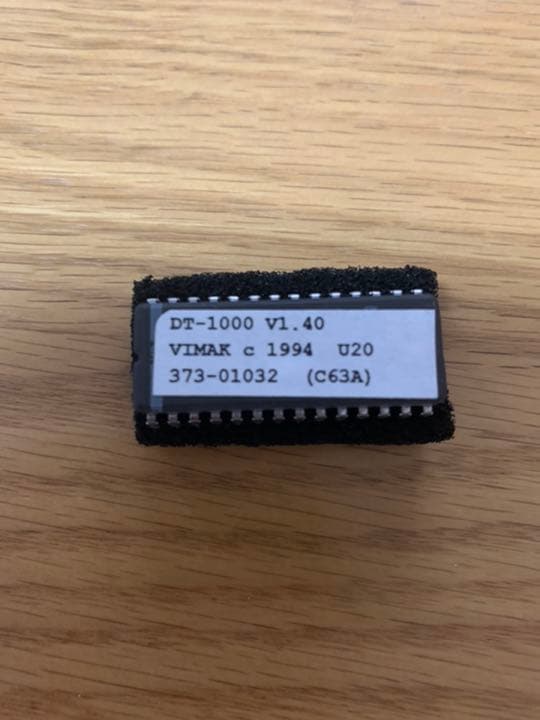 DT-1000 V1.40
VIMAK c 1994 U20
373-01032 (C63A)